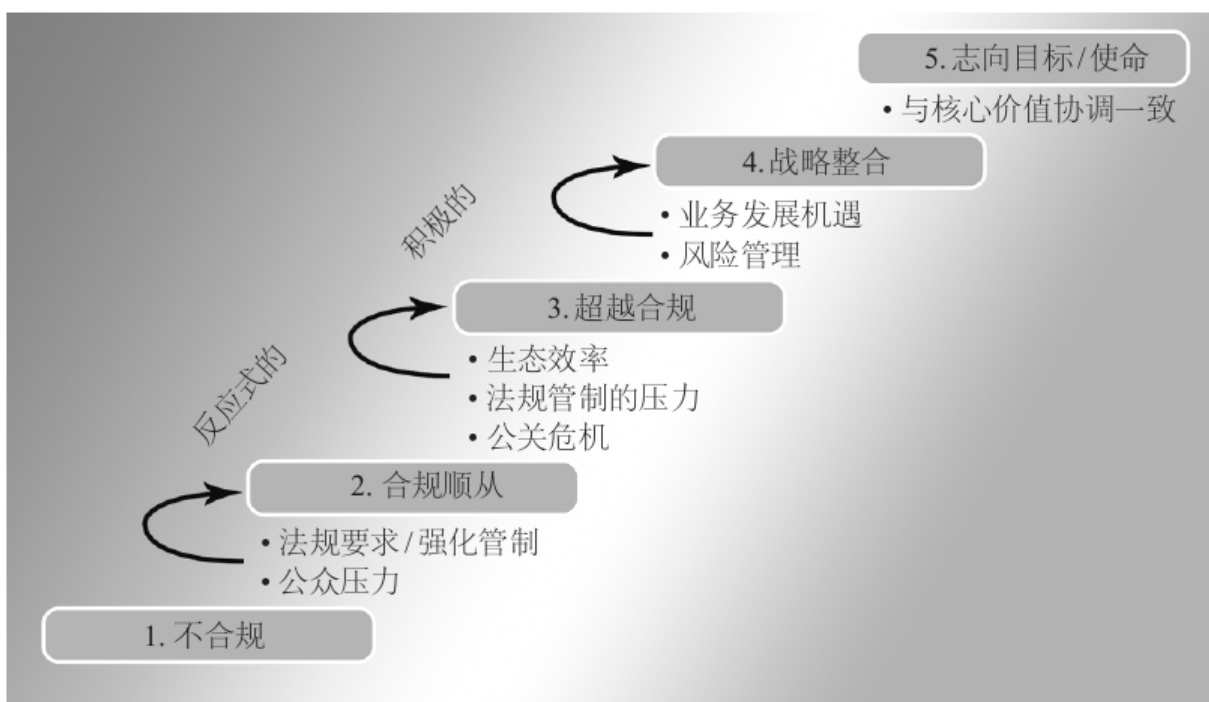 5. 志向目标/使命
• 与核心价值协调一致
4. 战略整合
• 业务发展机遇
• 风险管理
积极的
3. 超越合规
• 生态效率
• 法规管制的压力
• 公关危机
反应式的
2. 合规顺从
• 法规要求/强化管制
• 公众压力
1. 不合规